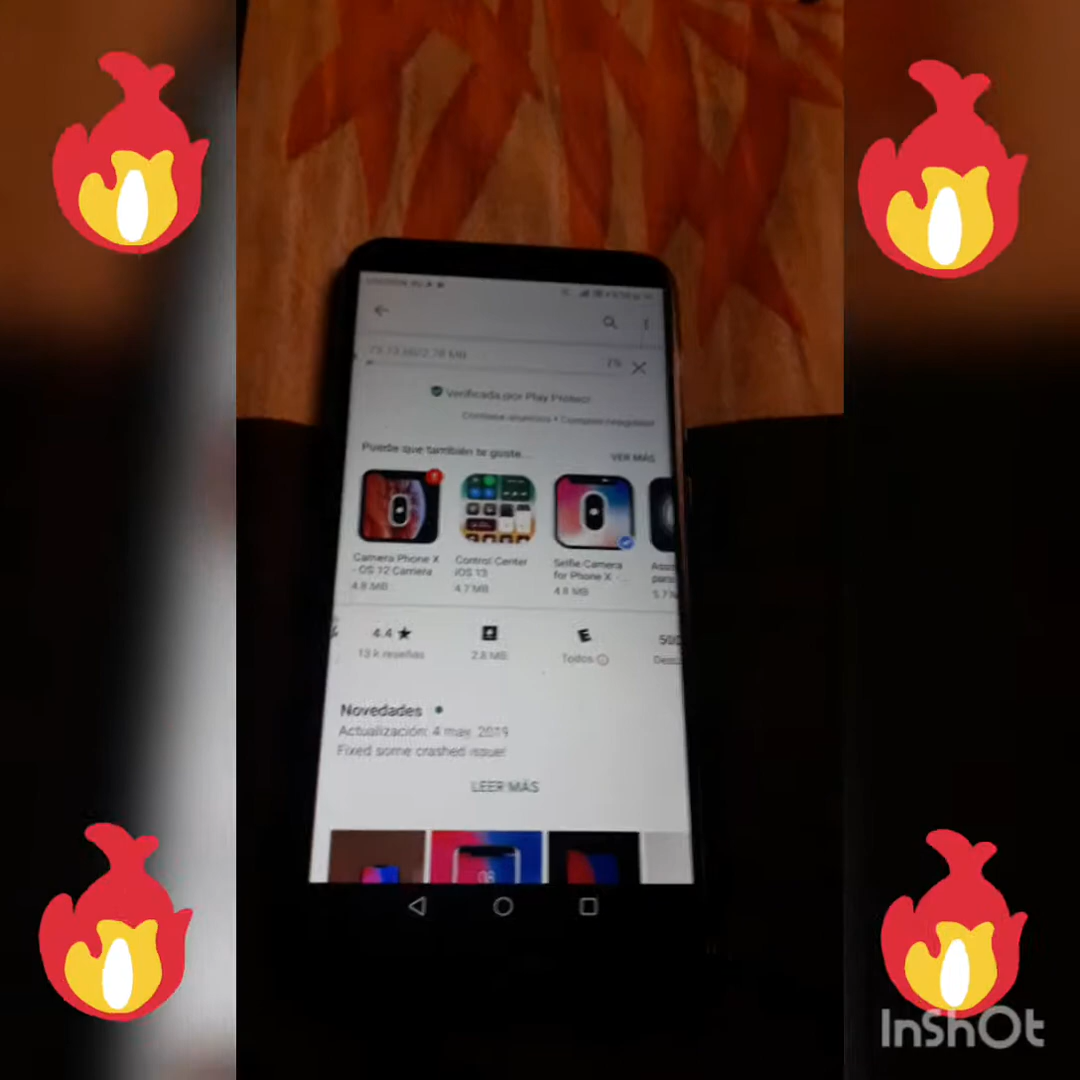 Verificada por Play Protect
Contiene anuncios • Compras integradas
Puede que también te guste...
VER MÁS
Camera Phone X
- OS 12 Camera
4.8 MB
Control Center
iOS 13
4.7 MB
Selfie Camera
for Phone X - ...
4.8 MB
4.4 ★
13 k reseñas
2.8 MB
E
Todos
Novedades
Actualización: 4 may. 2019
Fixed some crashed issue!
LEER MÁS
08
InShOt